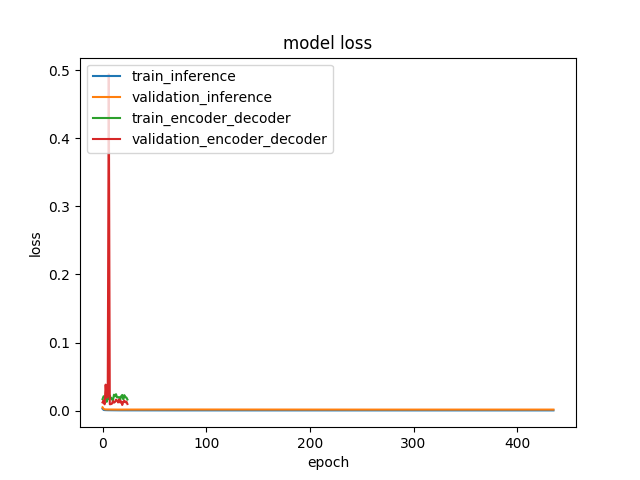 model loss
train_inference
validation_inference
train_encoder_decoder
validation_encoder_decoder
0.5
0.4
0.3
0.2
0.1
0.0
loss
0 100 200 300 400
epoch